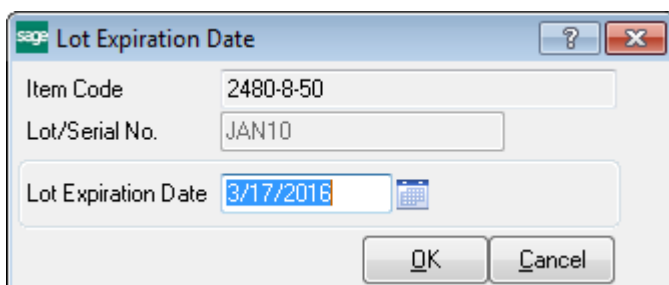 sage Lot Expiration Date ?
Item Code 2480-8-50
Lot/Serial No. JAN10
Lot Expiration Date 3/17/2016
OK Cancel